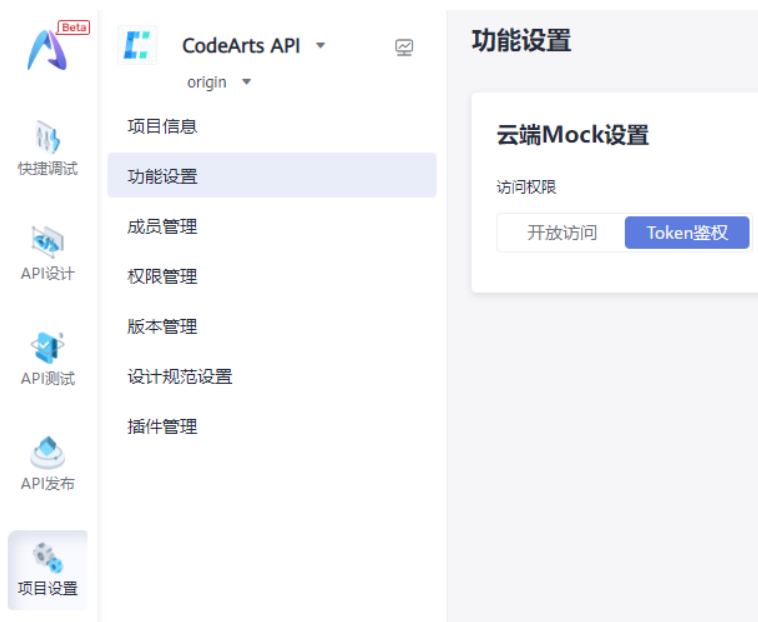 Beta
快捷调试
API设计
API测试
API发布
项目设置
CodeArts API
origin
项目信息
功能设置
成员管理
权限管理
版本管理
设计规范设置
插件管理
功能设置
云端Mock设置
访问权限
开放访问 Token鉴权